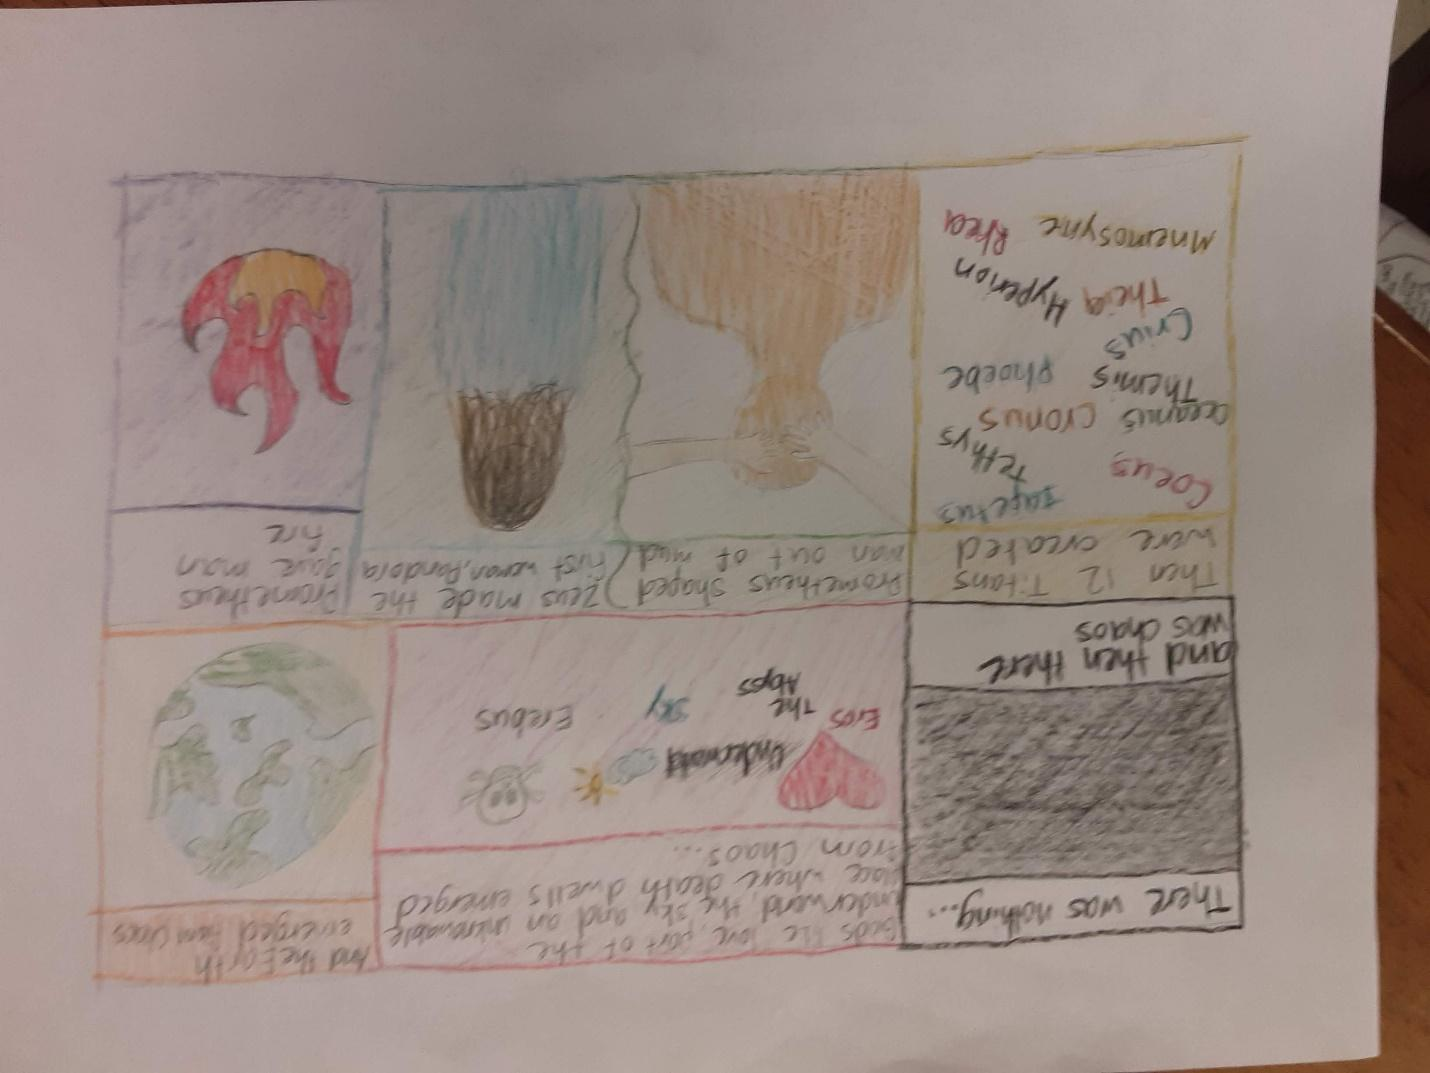 There was nothing...
and then there
was chaos
Gods like love, part of the
underworld, the sky and an unknowable
place where death dwells emerged
from chaos...
Eros
Underworld
The
Abyss
Sky
Erebus
And the Earth
emerged from chaos
Then 12 Titans
were created
Coeus
Iapetus
Tethys
Oceanus Cronus
Themis Phoebe
Crius
Theia Hyperion
Mnemosyne Rhea
Prometheus shaped
man out of mud
Zeus made the
first woman, Pandora
Prometheus
gave man
fire